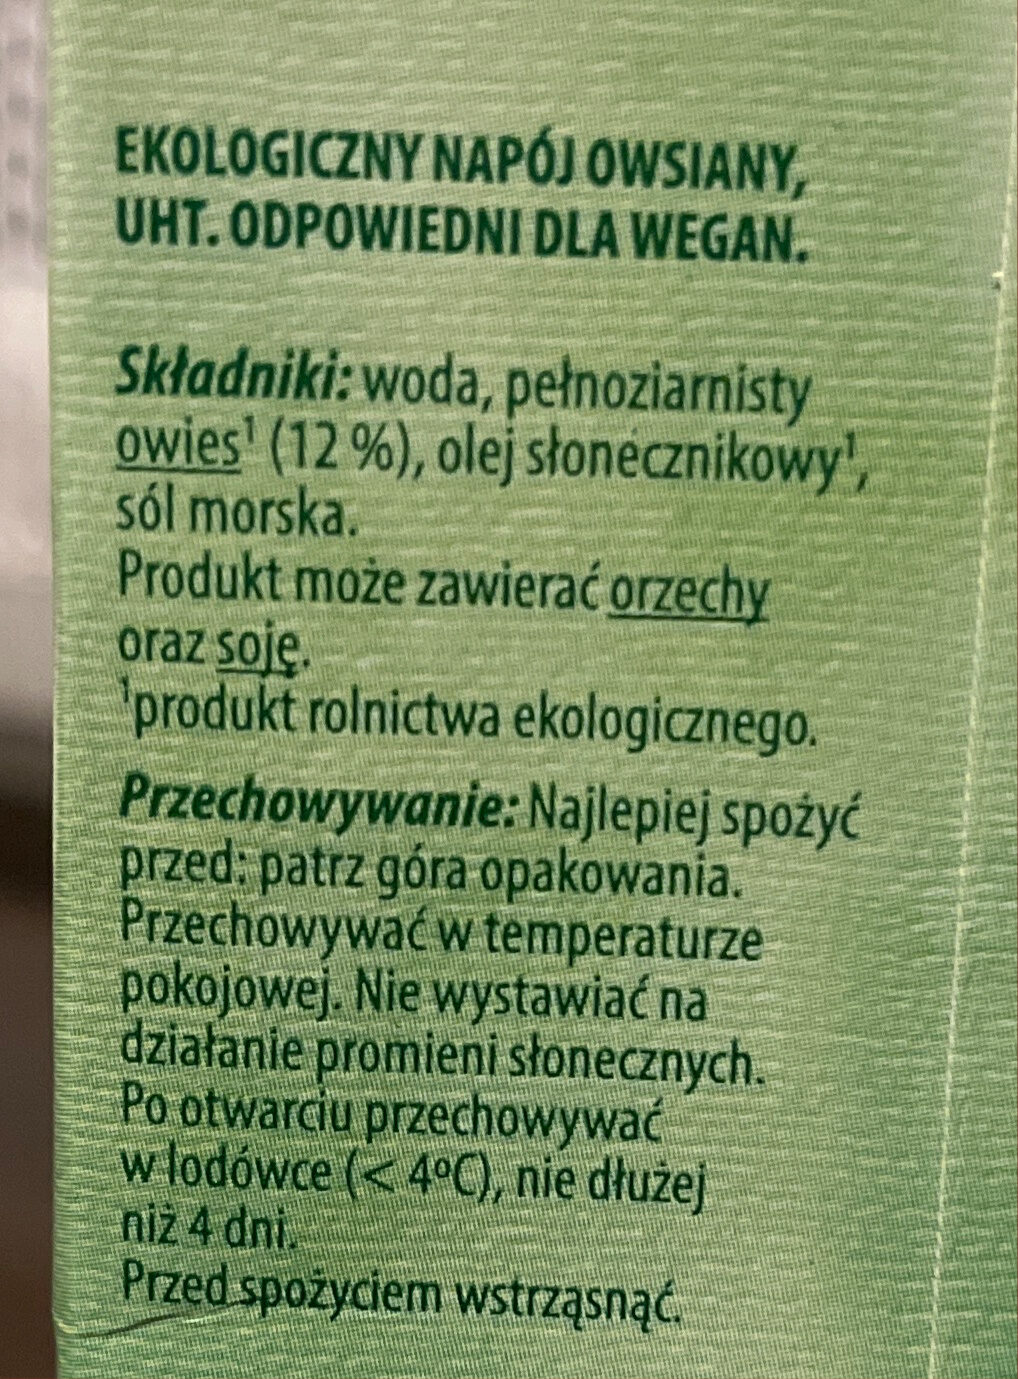 EKOLOGICZNY NAPÓJ OWSIANY,
UHT. ODPOWIEDNI DLA WEGAN.
Składniki: woda, pełnoziarnisty
owies¹ (12 %), olej słonecznikowy¹,
sól morska.
Produkt może zawierać orzechy
oraz soję.
¹produkt rolnictwa ekologicznego.
Przechowywanie: Najlepiej spożyć
przed: patrz góra opakowania.
Przechowywać w temperaturze
pokojowej. Nie wystawiać na
działanie promieni słonecznych.
Po otwarciu przechowywać
w lodówce (< 4ºC), nie dłużej
niż 4 dni.
Przed spożyciem wstrząsnąć.